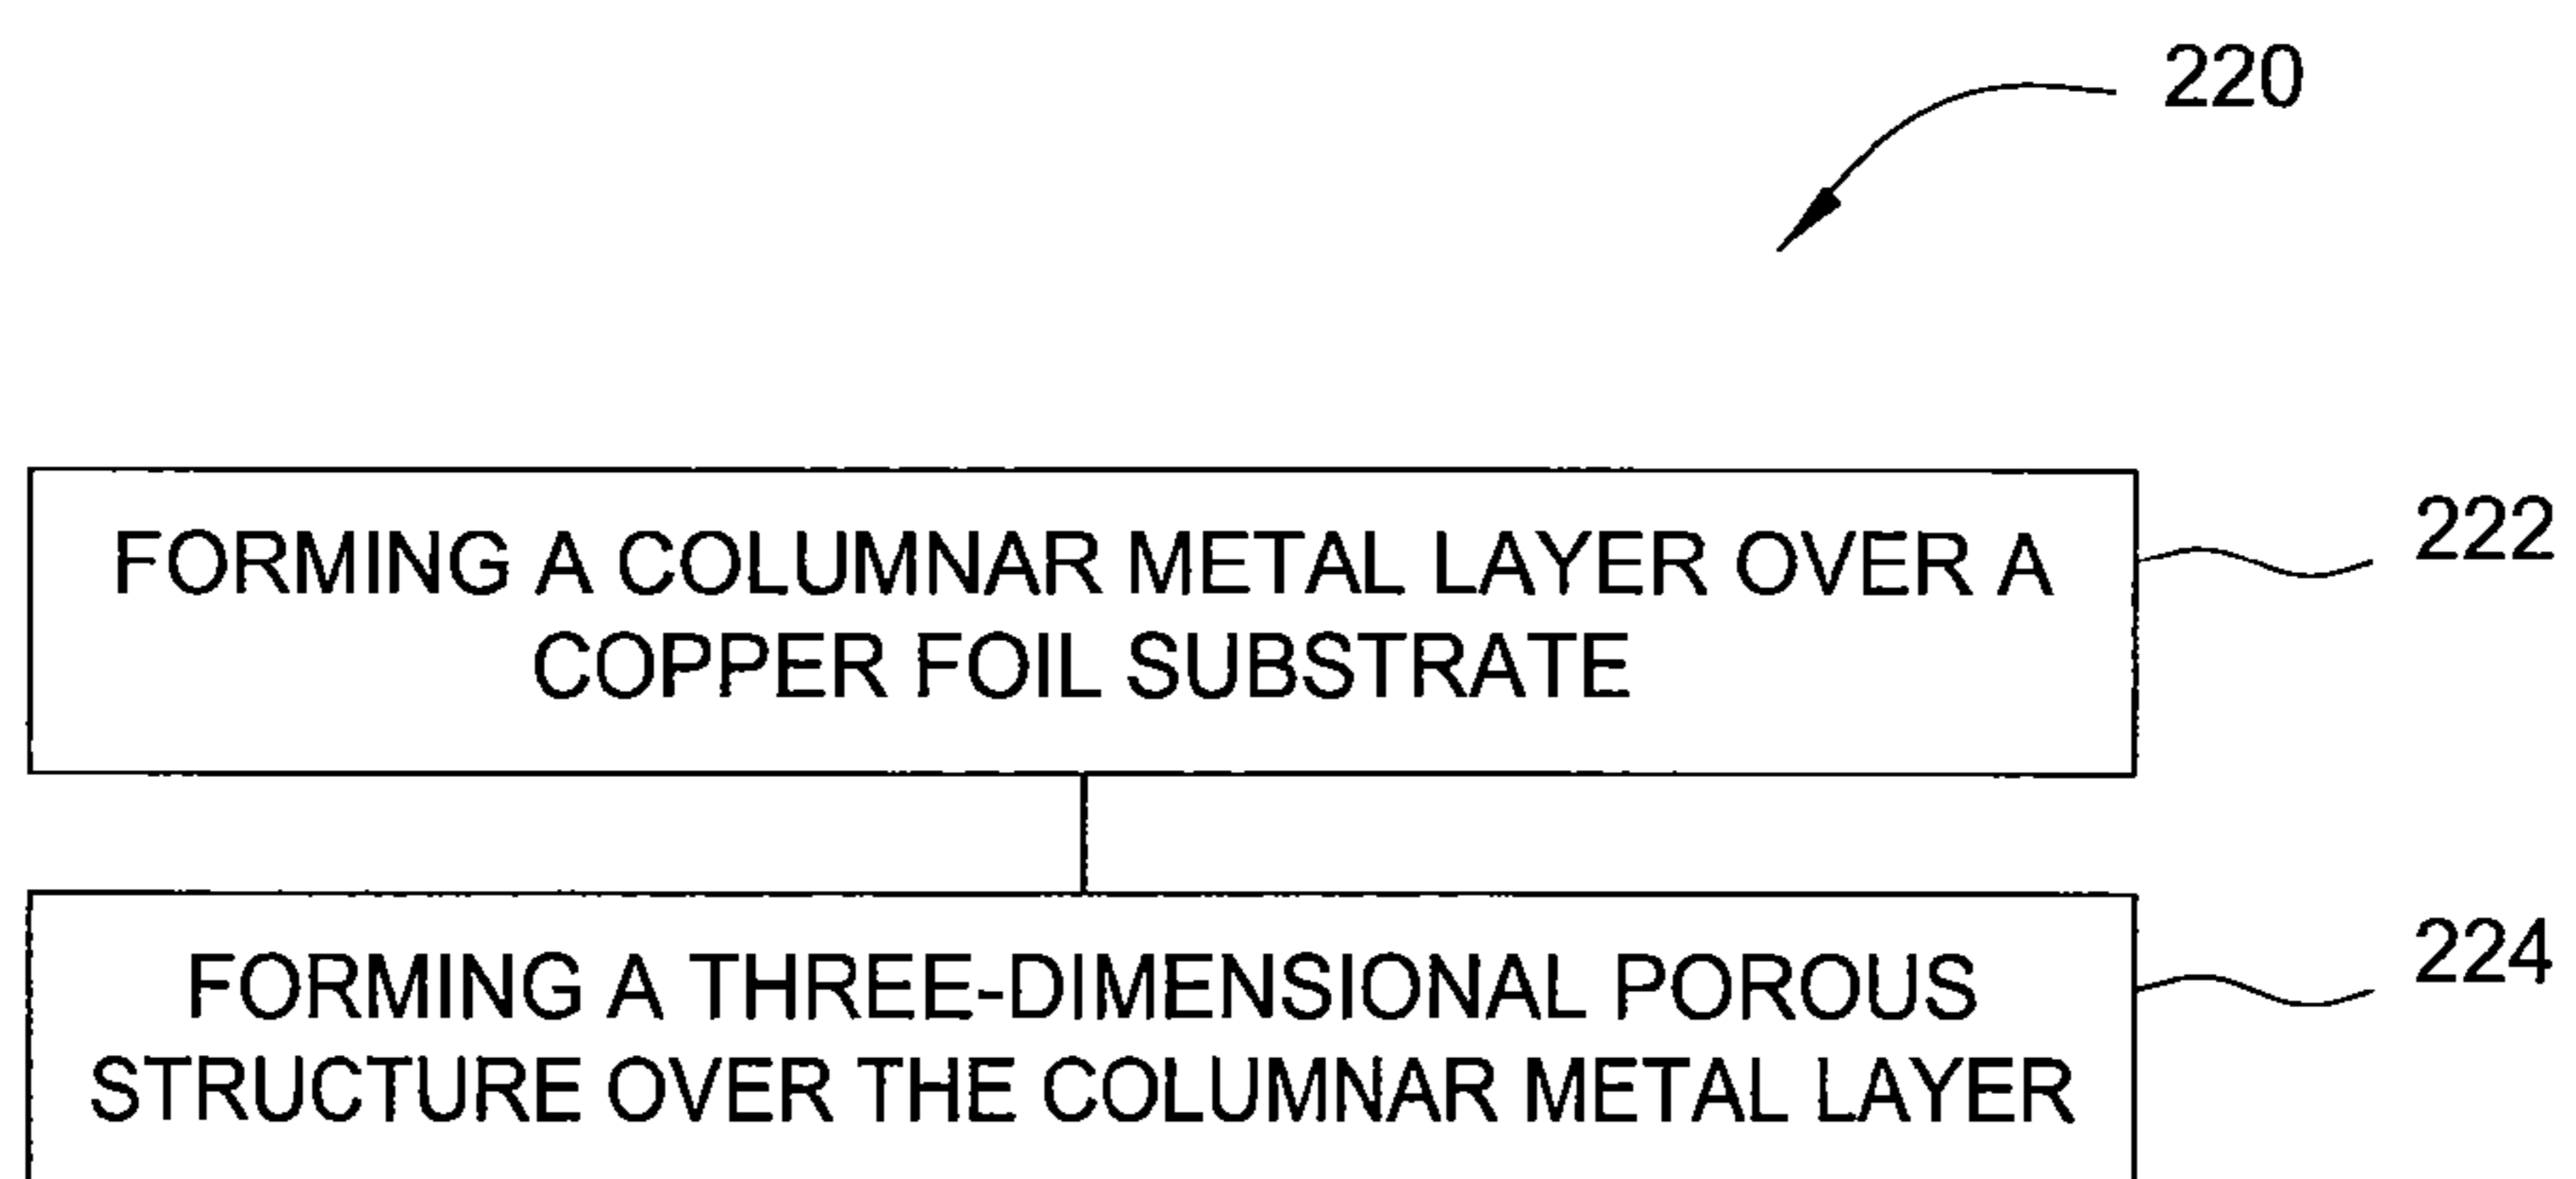 220
FORMING A COLUMNAR METAL LAYER OVER A
COPPER FOIL SUBSTRATE
222
FORMING A THREE-DIMENSIONAL POROUS
STRUCTURE OVER THE COLUMNAR METAL LAYER
224